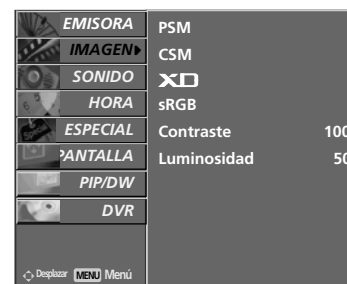 EMISORA
IMAGEN
SONIDO
HORA
ESPECIAL
PANTALLA
PIP/DW
DVR
Desplazar MENU Menú
PSM
CSM
XD
sRGB
Contraste 100
Luminosidad 50